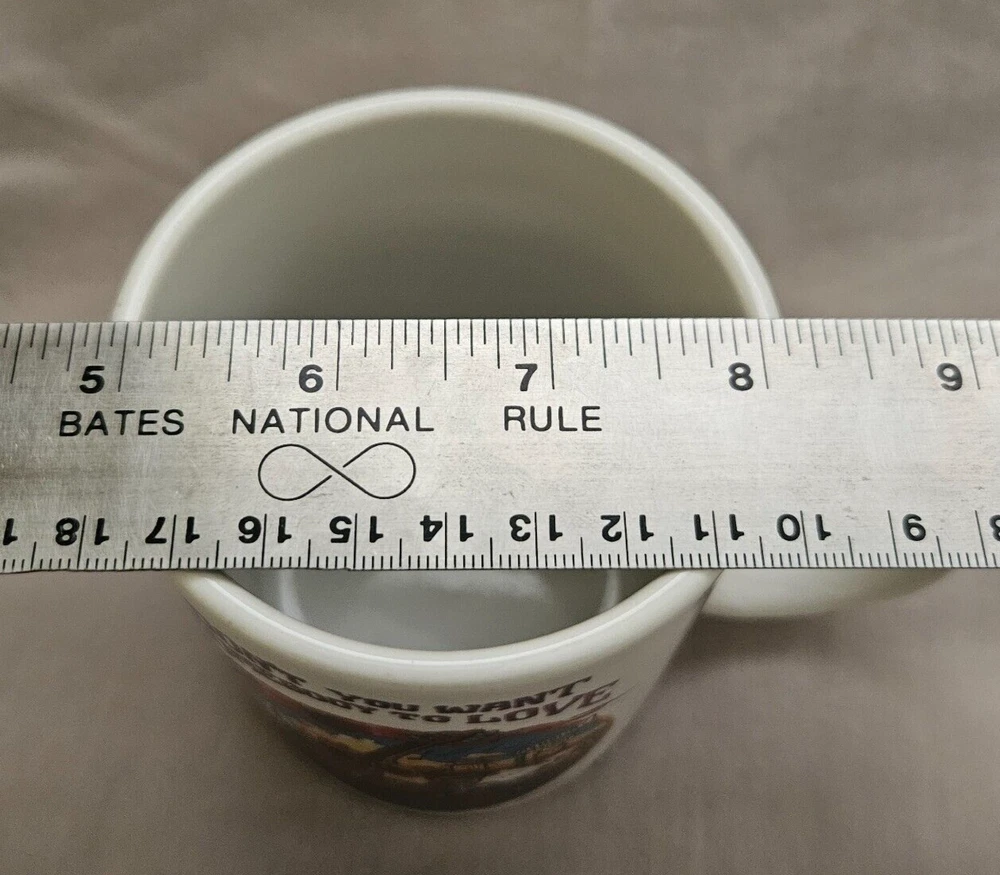 5 6 7 8 9
BATES NATIONAL RULE
18 17 16 15 14 13 12 11 10 9
YOU WANT
TO LOVE